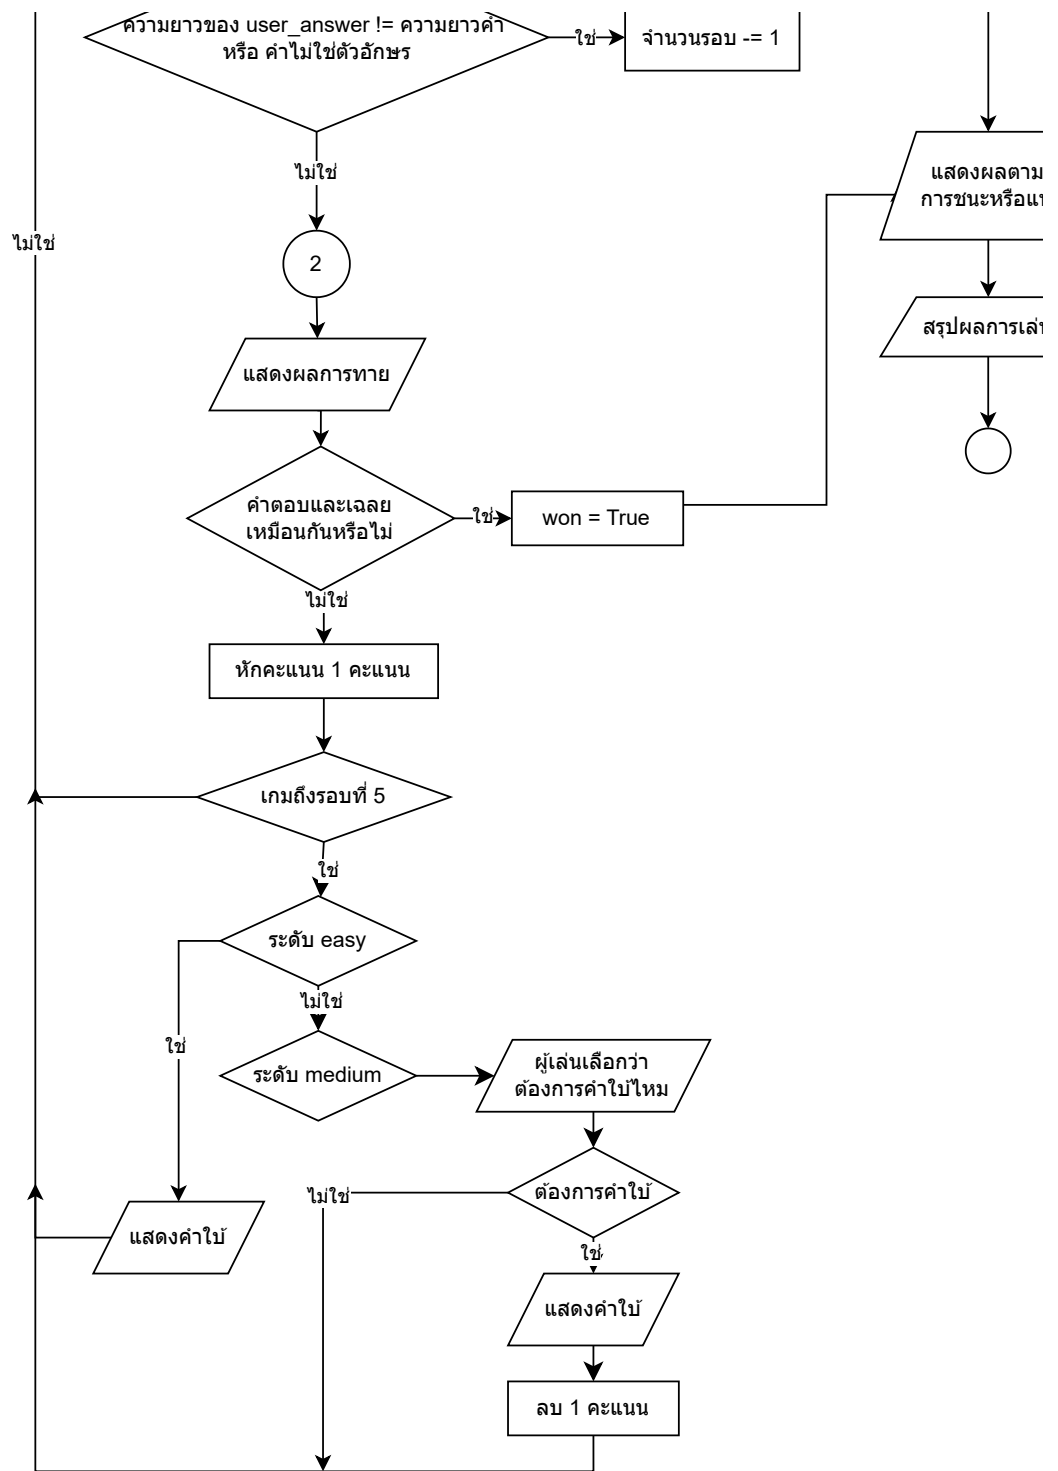 ความยาวของ user_answer != ความยาวคำ
หรือ คำไม่ใช่ตัวอักษร
ใช่
จำนวนรอบ -= 1
ไม่ใช่
แสดงผลตาม
การชนะหรือ
ไม่ใช่
2
สรุปผลการ
แสดงผลการทาย
คำตอบและเฉลย
เหมือนกันหรือไม่
ใช่
won = True
ไม่ใช่
หักคะแนน 1 คะแนน
เกมถึงรอบที่ 5
ใช่
ระดับ easy
ไม่ใช่
ใช่
ระดับ medium
ผู้เล่นเลือกว่า
ต้องการคำใบ้ไหม
ไม่ใช่
ต้องการคำใบ้
แสดงคำใบ้
ใช่
แสดงคำใบ้
ลบ 1 คะแนน